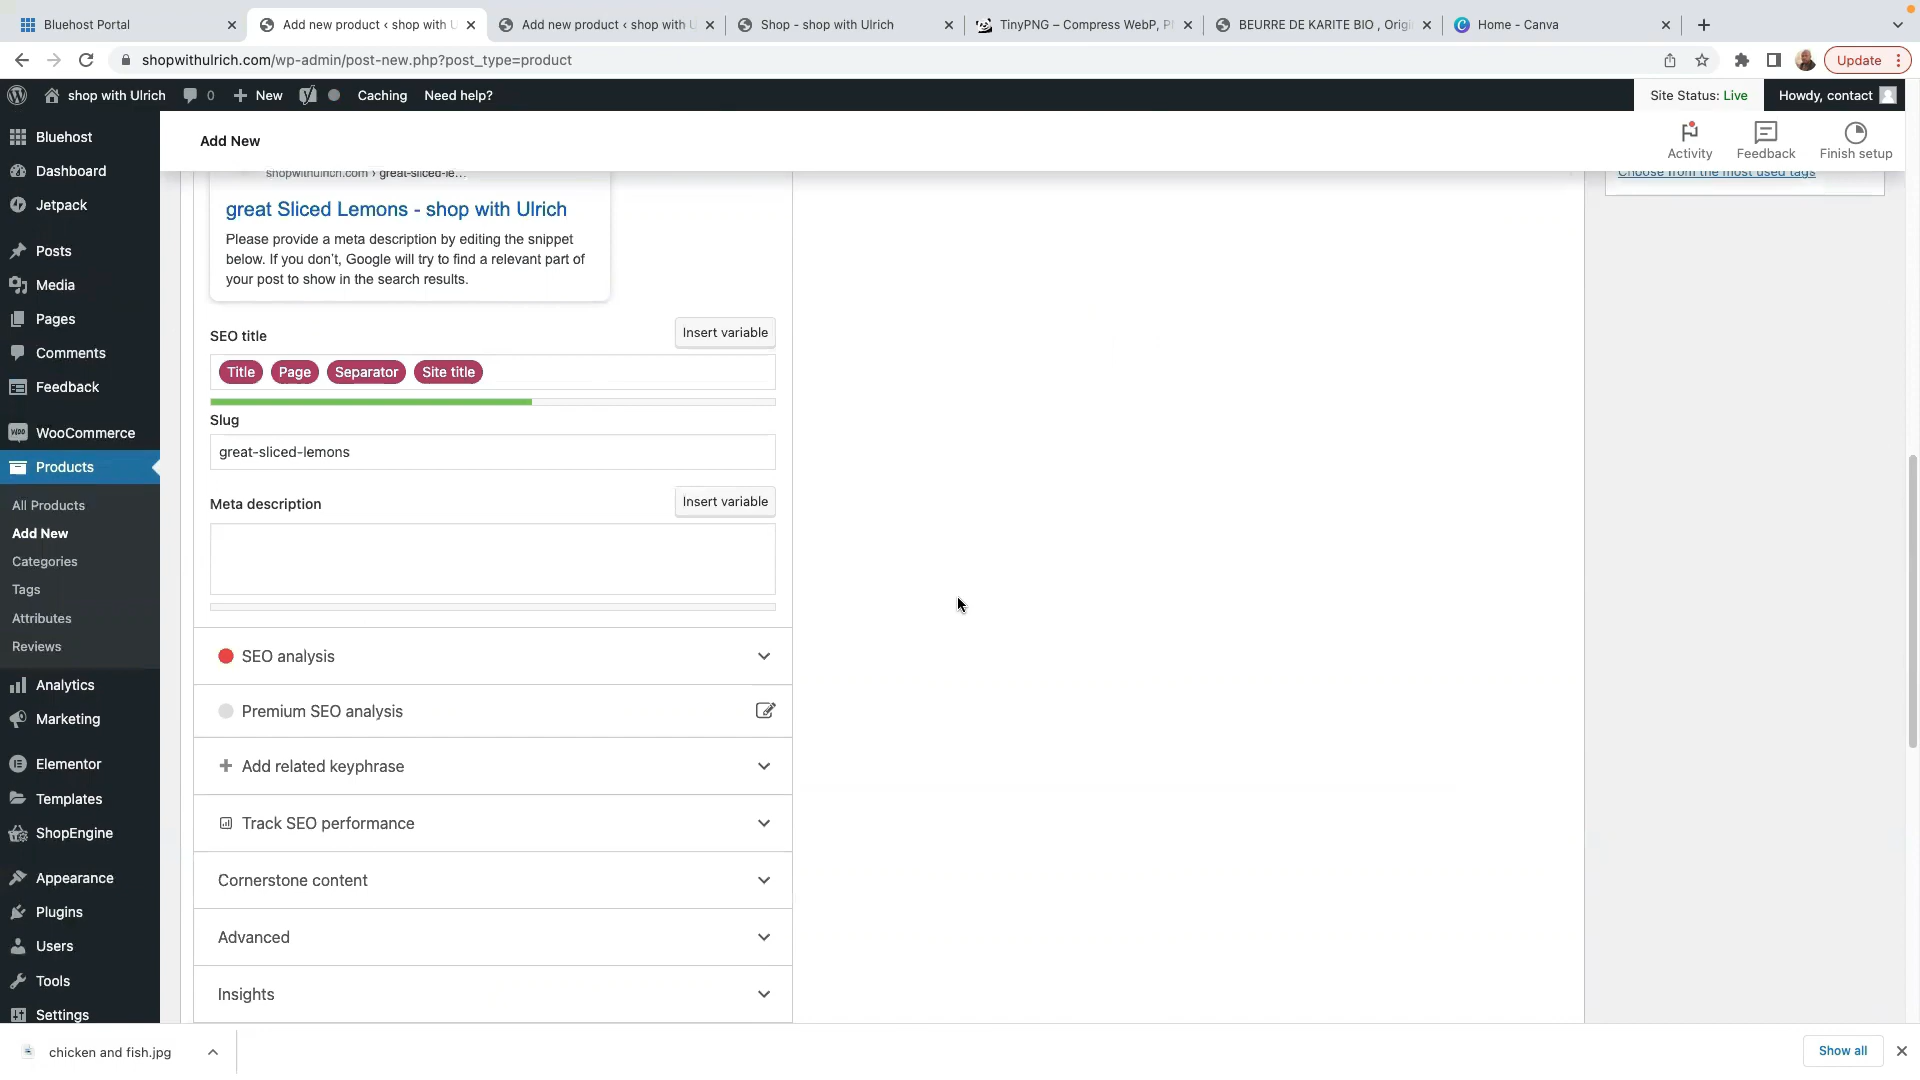 Bluehost Portal
Add new product ‹ shop with U
Add new product ‹ shop with U
Shop - shop with Ulrich
TinyPNG – Compress WebP, P
BEURRE DE KARITE BIO , Orig
Home - Canva
shopwithulrich.com/wp-admin/post-new.php?post_type=product
Update
shop with Ulrich
0
New
Caching
Need help?
Site Status: Live
Howdy, contact
Bluehost
Dashboard
Jetpack
Posts
Media
Pages
Comments
Feedback
WooCommerce
Products
All Products
Add New
Categories
Tags
Attributes
Reviews
Analytics
Marketing
Elementor
Templates
ShopEngine
Appearance
Plugins
Users
Tools
Settings
Add New
Activity
Feedback
Finish setup
shopwithulrich.com › great-sliced-le...
Choose from the most used tags
great Sliced Lemons - shop with Ulrich
Please provide a meta description by editing the snippet
below. If you don't, Google will try to find a relevant part of
your post to show in the search results.
SEO title
Insert variable
Title
Page
Separator
Site title
Slug
great-sliced-lemons
Meta description
Insert variable
SEO analysis
Premium SEO analysis
Add related keyphrase
Track SEO performance
Cornerstone content
Advanced
Insights
chicken and fish.jpg
Show all